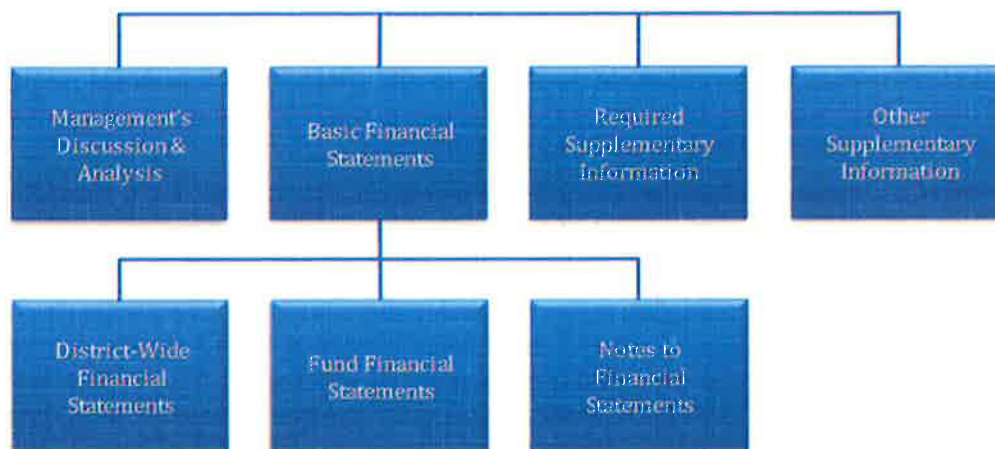 Management's
Discussion &
Analysis
Basic Financial
Statements
Required
Supplementary
Information
Other
Supplementary
Information
District-Wide
Financial
Statements
Fund Financial
Statements
Notes to
Financial
Statements